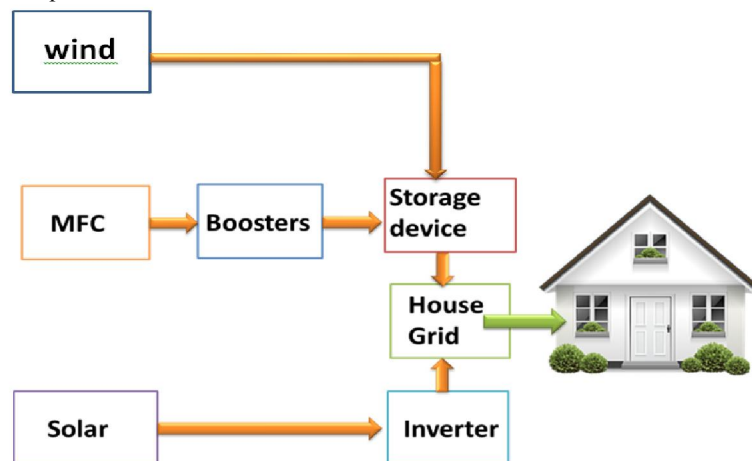 wind
MFC
Boosters
Storage
device
House
Grid
Solar
Inverter